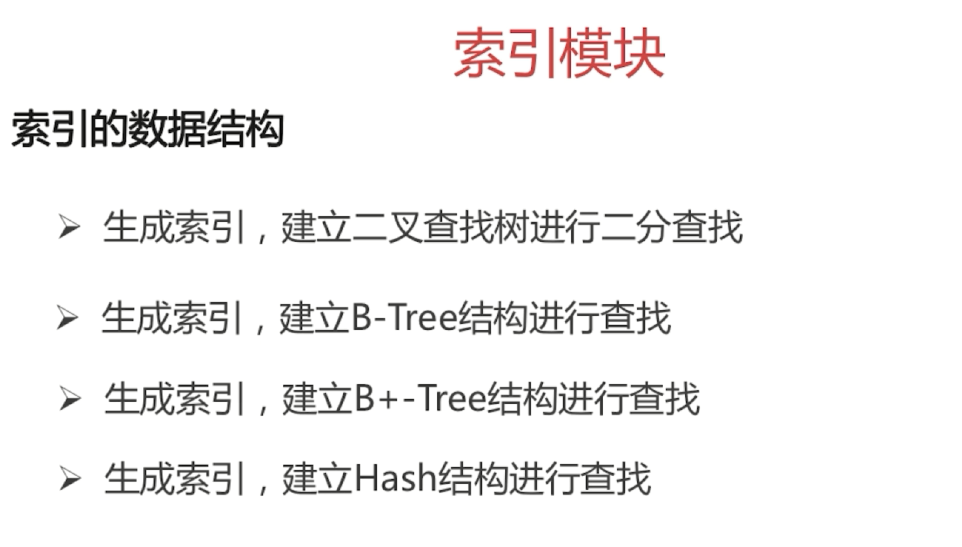 索引模块
索引的数据结构
➢ 生成索引，建立二叉查找树进行二分查找
➢ 生成索引，建立B-Tree结构进行查找
➢ 生成索引，建立B+-Tree结构进行查找
➢ 生成索引，建立Hash结构进行查找